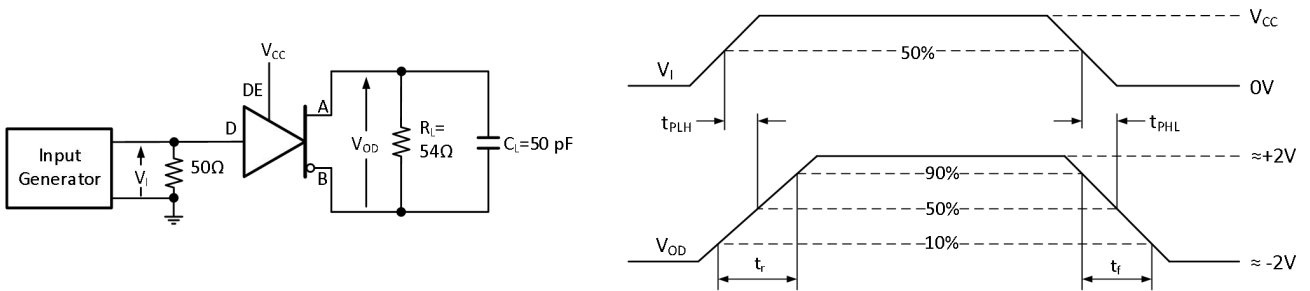 V_CC
DE
D
A
B
Input
Generator
V_I
50Ω
V_OD
R_L=
54Ω
C_L=50 pF
V_I
50%
V_CC
0V
t_PLH
t_PHL
≈+2V
90%
50%
10%
V_OD
≈ -2V
t_r
t_f